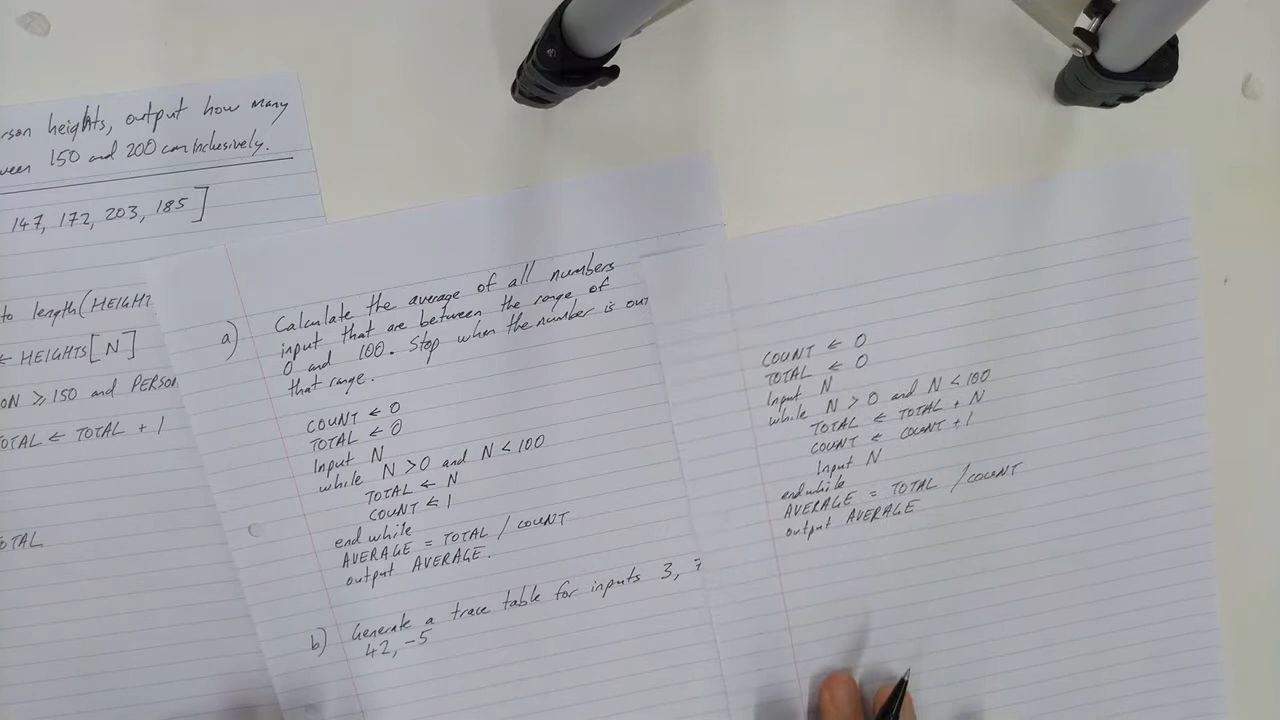 rson heights, output how many
ween 150 and 200cm inclusively.
147, 172, 203, 185]
to length(HEIGHT
← HEIGHTS[N]
ON ≥ 150 and PERSON
OTAL ← TOTAL + 1
OTAL
a) Calculate the average of all numbers
input that are between the range of
0 and 100. Stop when the number is out
that range.
COUNT ← 0
TOTAL ← 0
Input N
while N > 0 and N < 100
TOTAL ← N
COUNT ← 1
endwhile
AVERAGE = TOTAL / COUNT
output AVERAGE.
b) Generate a trace table for inputs 3, 7
42, -5
COUNT ← 0
TOTAL ← 0
Input N
while N > 0 and N < 100
TOTAL ← TOTAL + N
COUNT ← COUNT + 1
Input N
endwhile
AVERAGE = TOTAL / COUNT
output AVERAGE